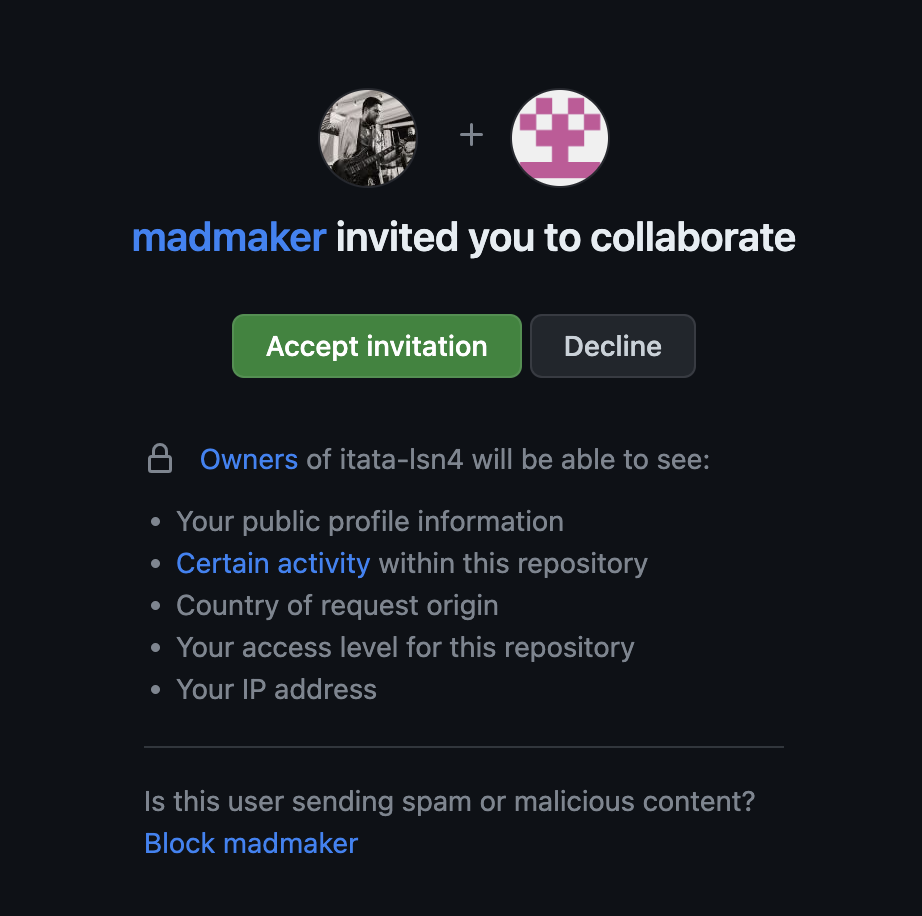 madmaker invited you to collaborate
Accept invitation
Decline
Owners of itata-lsn4 will be able to see:
• Your public profile information
• Certain activity within this repository
• Country of request origin
• Your access level for this repository
• Your IP address
Is this user sending spam or malicious content?
Block madmaker